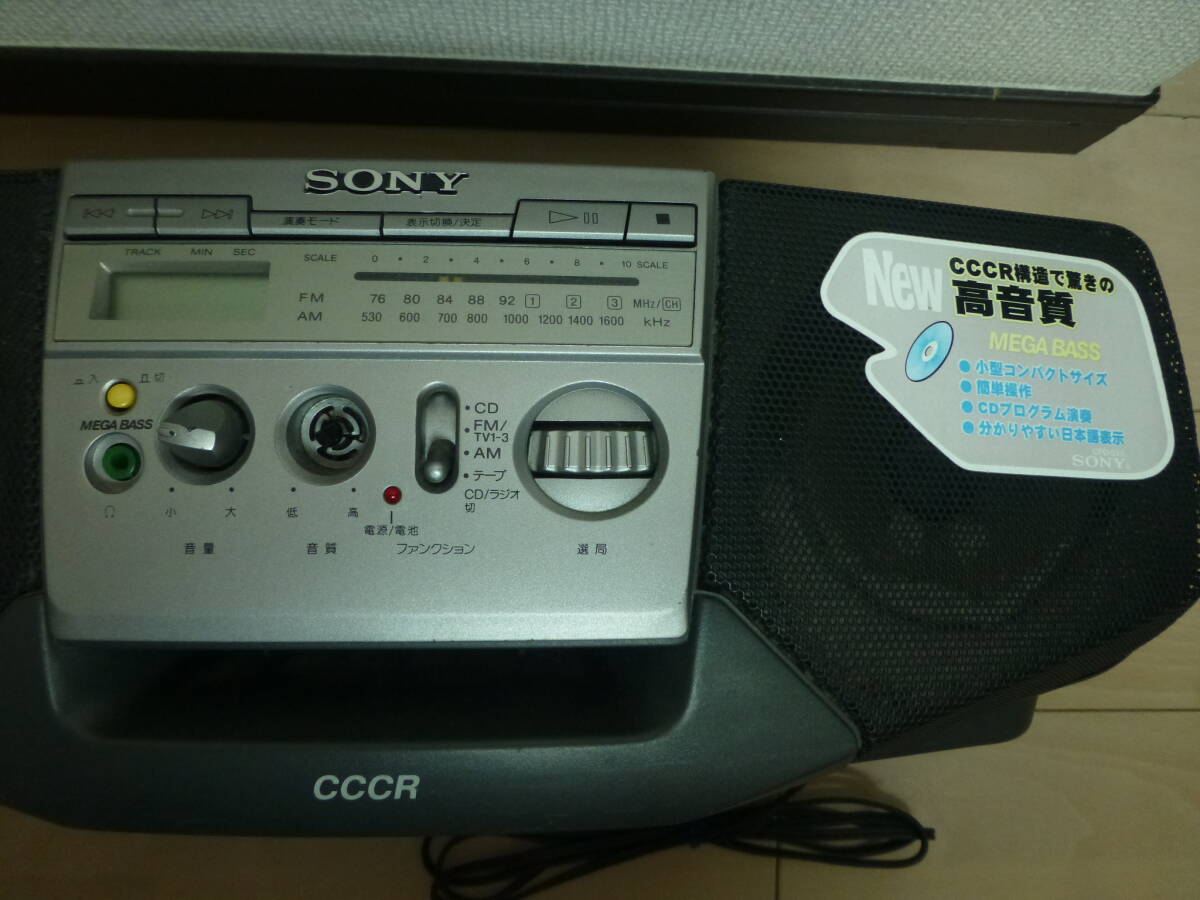 SONY
演奏モード
表示切換/決定
TRACK MIN SEC
SCALE 0 • 2 • 4 • 6 • 8 • 10 SCALE
FM 76 80 84 88 92 1 2 3 MHz/CH
AM 530 600 700 800 1000 1200 1400 1600 kHz
入 切
MEGA BASS
小 大
音量
低 高
音質
電源/電池
• CD
• FM/
TV1-3
• AM
• テープ
CD/ラジオ
切
ファンクション
選局
CCCR
New
CCCR構造で驚きの
高音質
MEGA BASS
● 小型コンパクトサイズ
● 簡単操作
● CDプログラム演奏
● 分かりやすい日本語表示
SONY